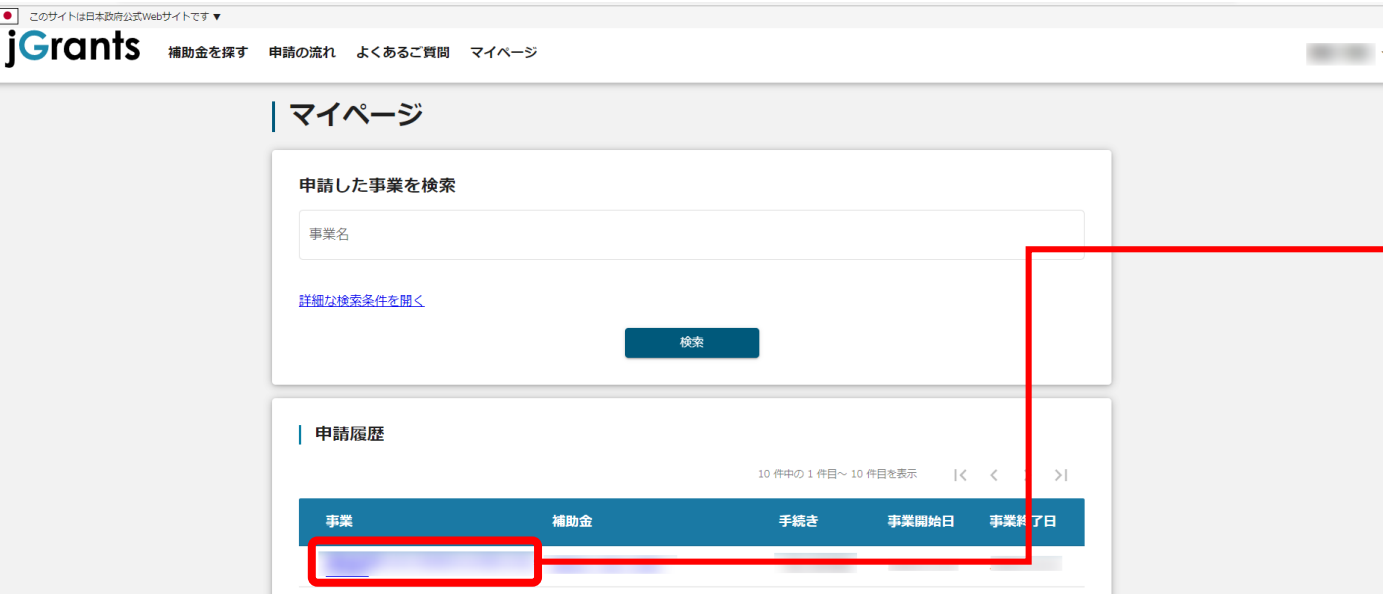 このサイトは日本政府公式Webサイトです ▼
jGrants 補助金を探す 申請の流れ よくあるご質問 マイページ
マイページ
申請した事業を検索
事業名
詳細な検索条件を開く
検索
申請履歴
10 件中の 1 件目～ 10 件目を表示
事業 補助金 手続き 事業開始日 事業終了日